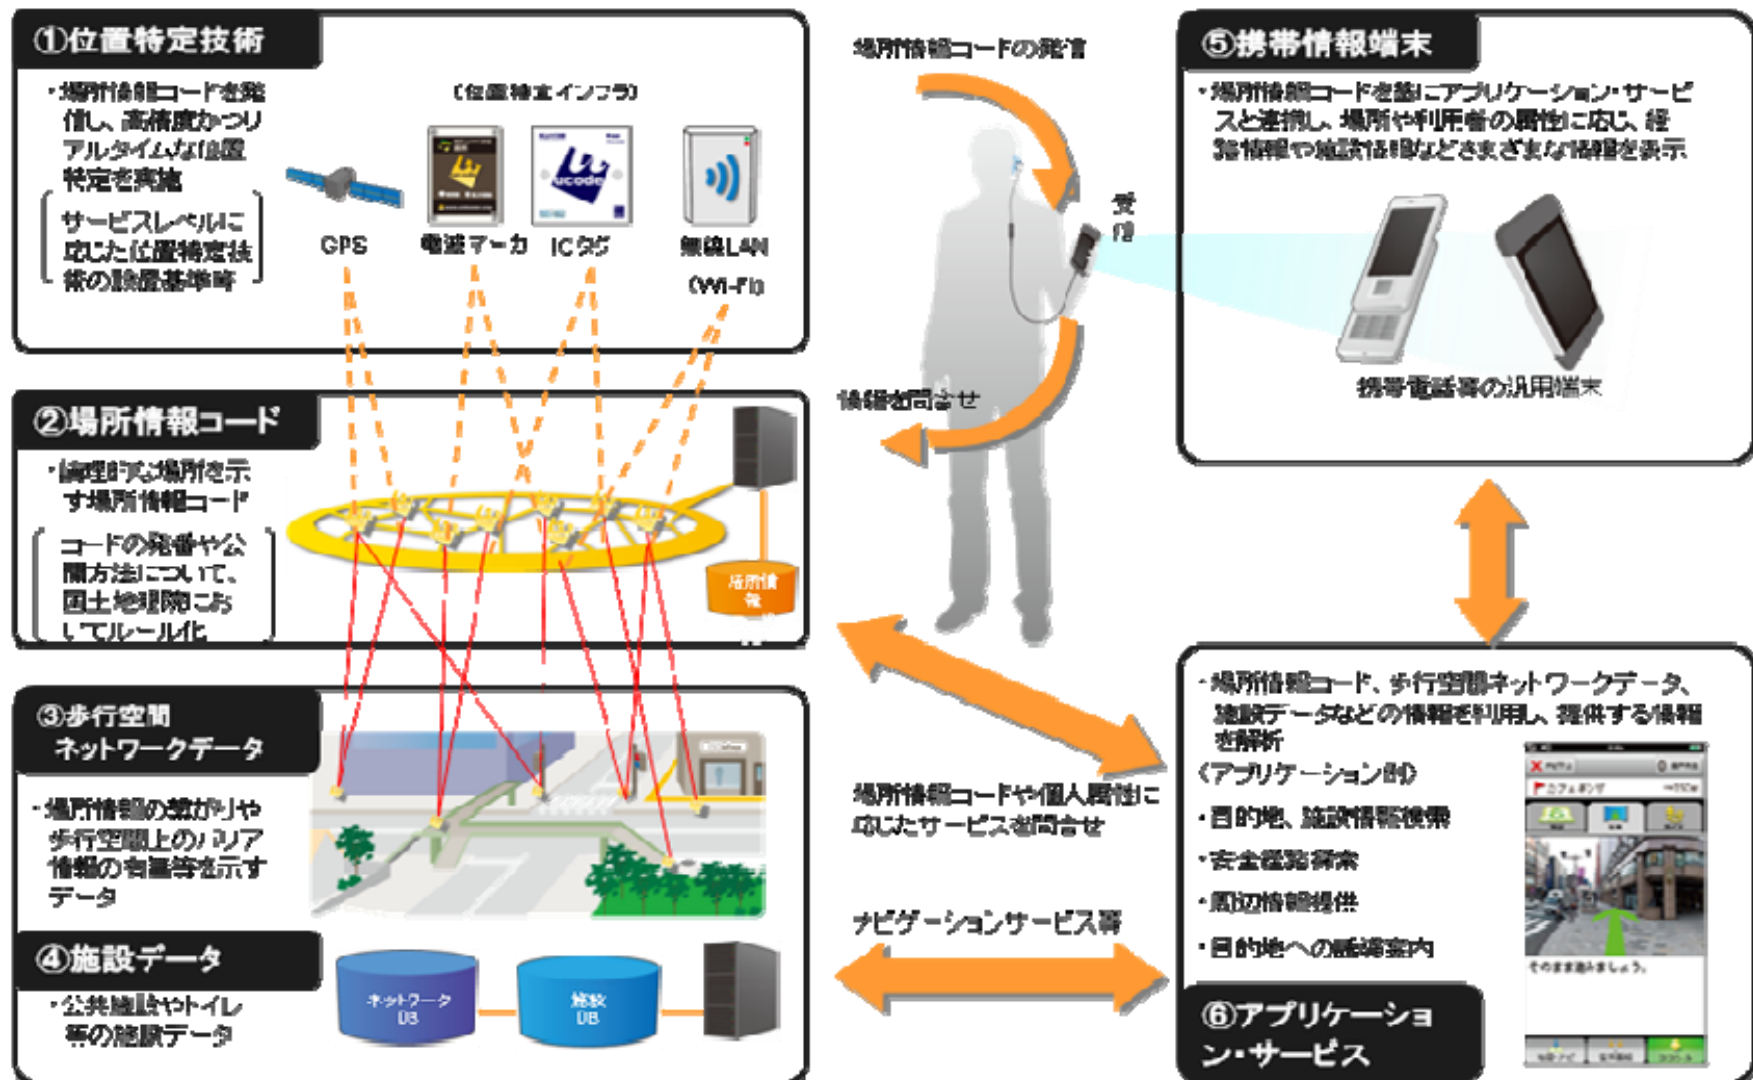 ①位置特定技術
・場所情報コードを発
信し、高精度かつリ
アルタイムな位置
特定を実施
サービスレベルに
応じた位置特定技
術の設置基準等
(位置特定インフラ)
ucode
GPS
電波マーカ
ICタグ
無線LAN
(Wi-Fi)
②場所情報コード
・論理的な場所を示
す場所情報コード
コードの発番や公
開方法について、
国土地理院にお
いてルール化
場所情
報
③歩行空間
ネットワークデータ
・場所情報の繋がりや
歩行空間上のバリア
情報の有無等を示す
データ
④施設データ
・公共施設やトイレ
等の施設データ
ネットワーク
DB
施設
DB
場所情報コードの発信
受
信
情報を問合せ
場所情報コードや個人属性に
応じたサービスを問合せ
ナビゲーションサービス等
⑤携帯情報端末
・場所情報コードを基にアプリケーション・サービ
スと連携し、場所や利用者の属性に応じ、経
路情報や施設情報などさまざまな情報を表示
携帯電話等の汎用端末
・場所情報コード、歩行空間ネットワークデータ、
施設データなどの情報を利用し、提供する情報
を解析
〈アプリケーション例〉
・目的地、施設情報検索
・安全経路探索
・周辺情報提供
・目的地への誘導案内
そのまま進みましょう。
⑥アプリケーショ
ン・サービス